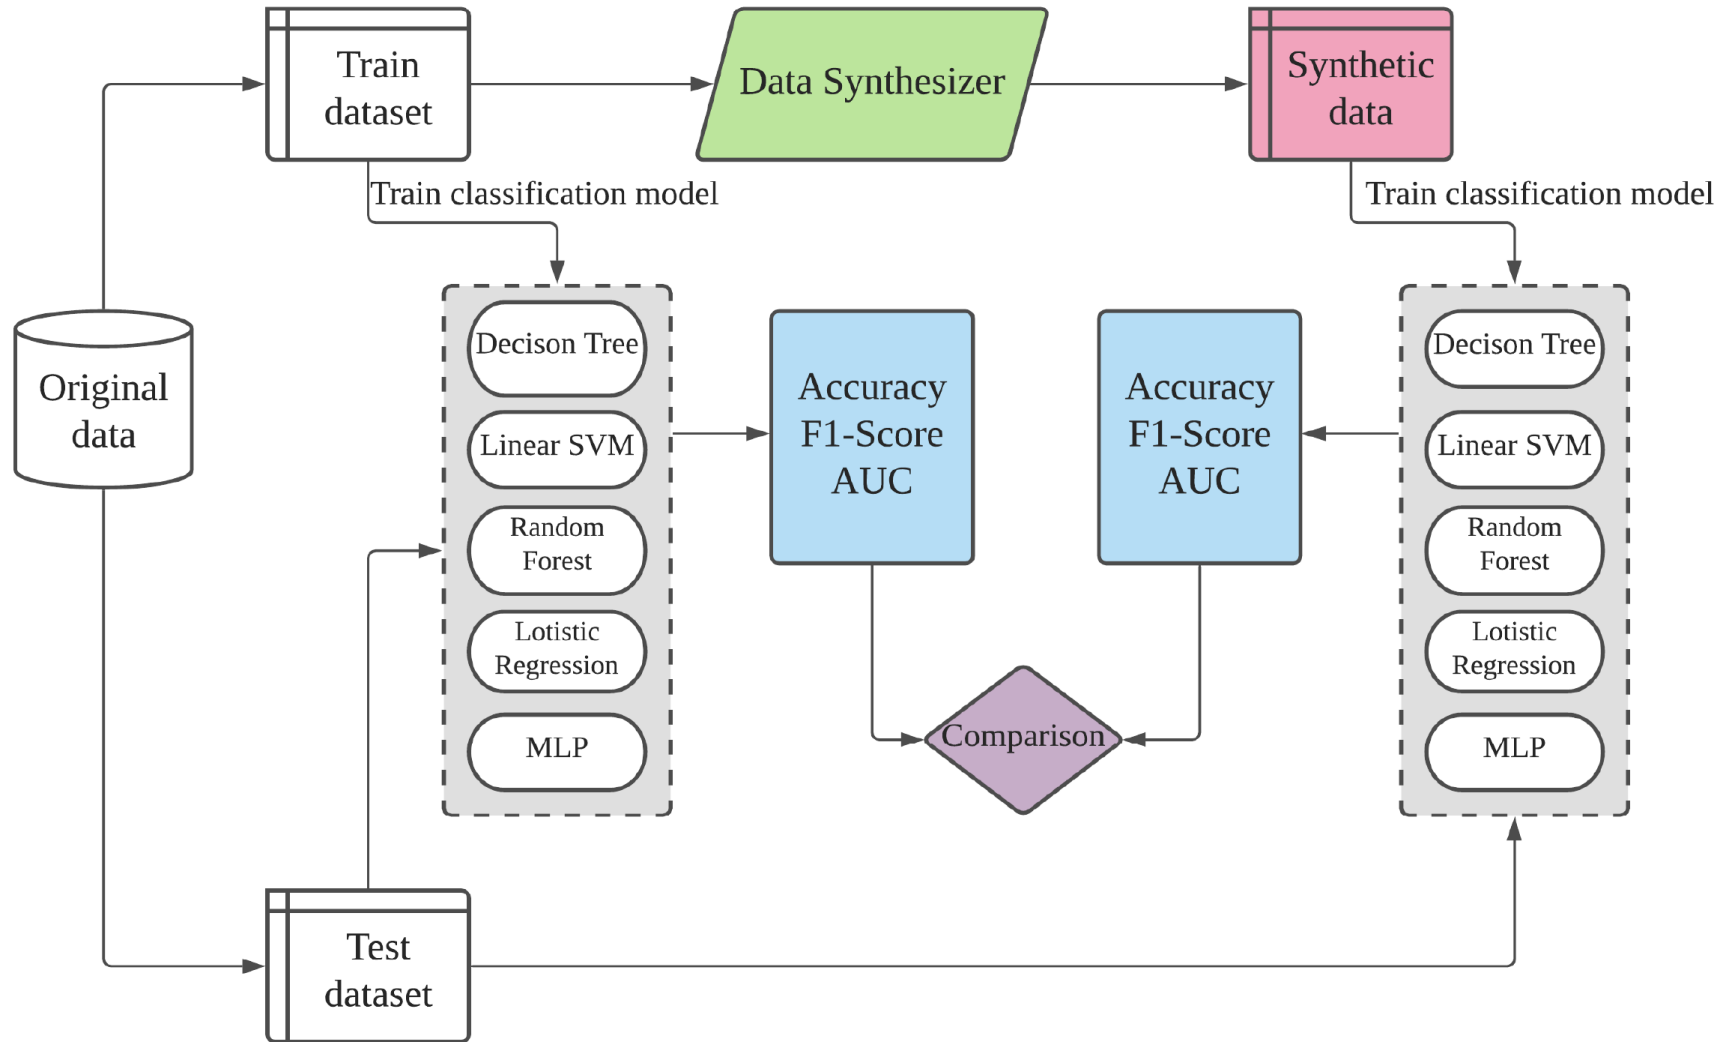 Train
dataset
Data Synthesizer
Synthetic
data
Train classification model
Train classification model
Original
data
Decison Tree
Linear SVM
Random
Forest
Lotistic
Regression
MLP
Accuracy
F1-Score
AUC
Accuracy
F1-Score
AUC
Decison Tree
Linear SVM
Random
Forest
Lotistic
Regression
MLP
Comparison
Test
dataset